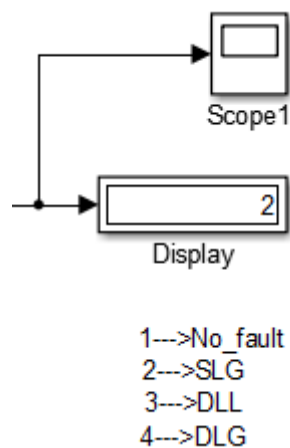 Scope1
2
Display
1--->No_fault
2--->SLG
3--->DLL
4--->DLG